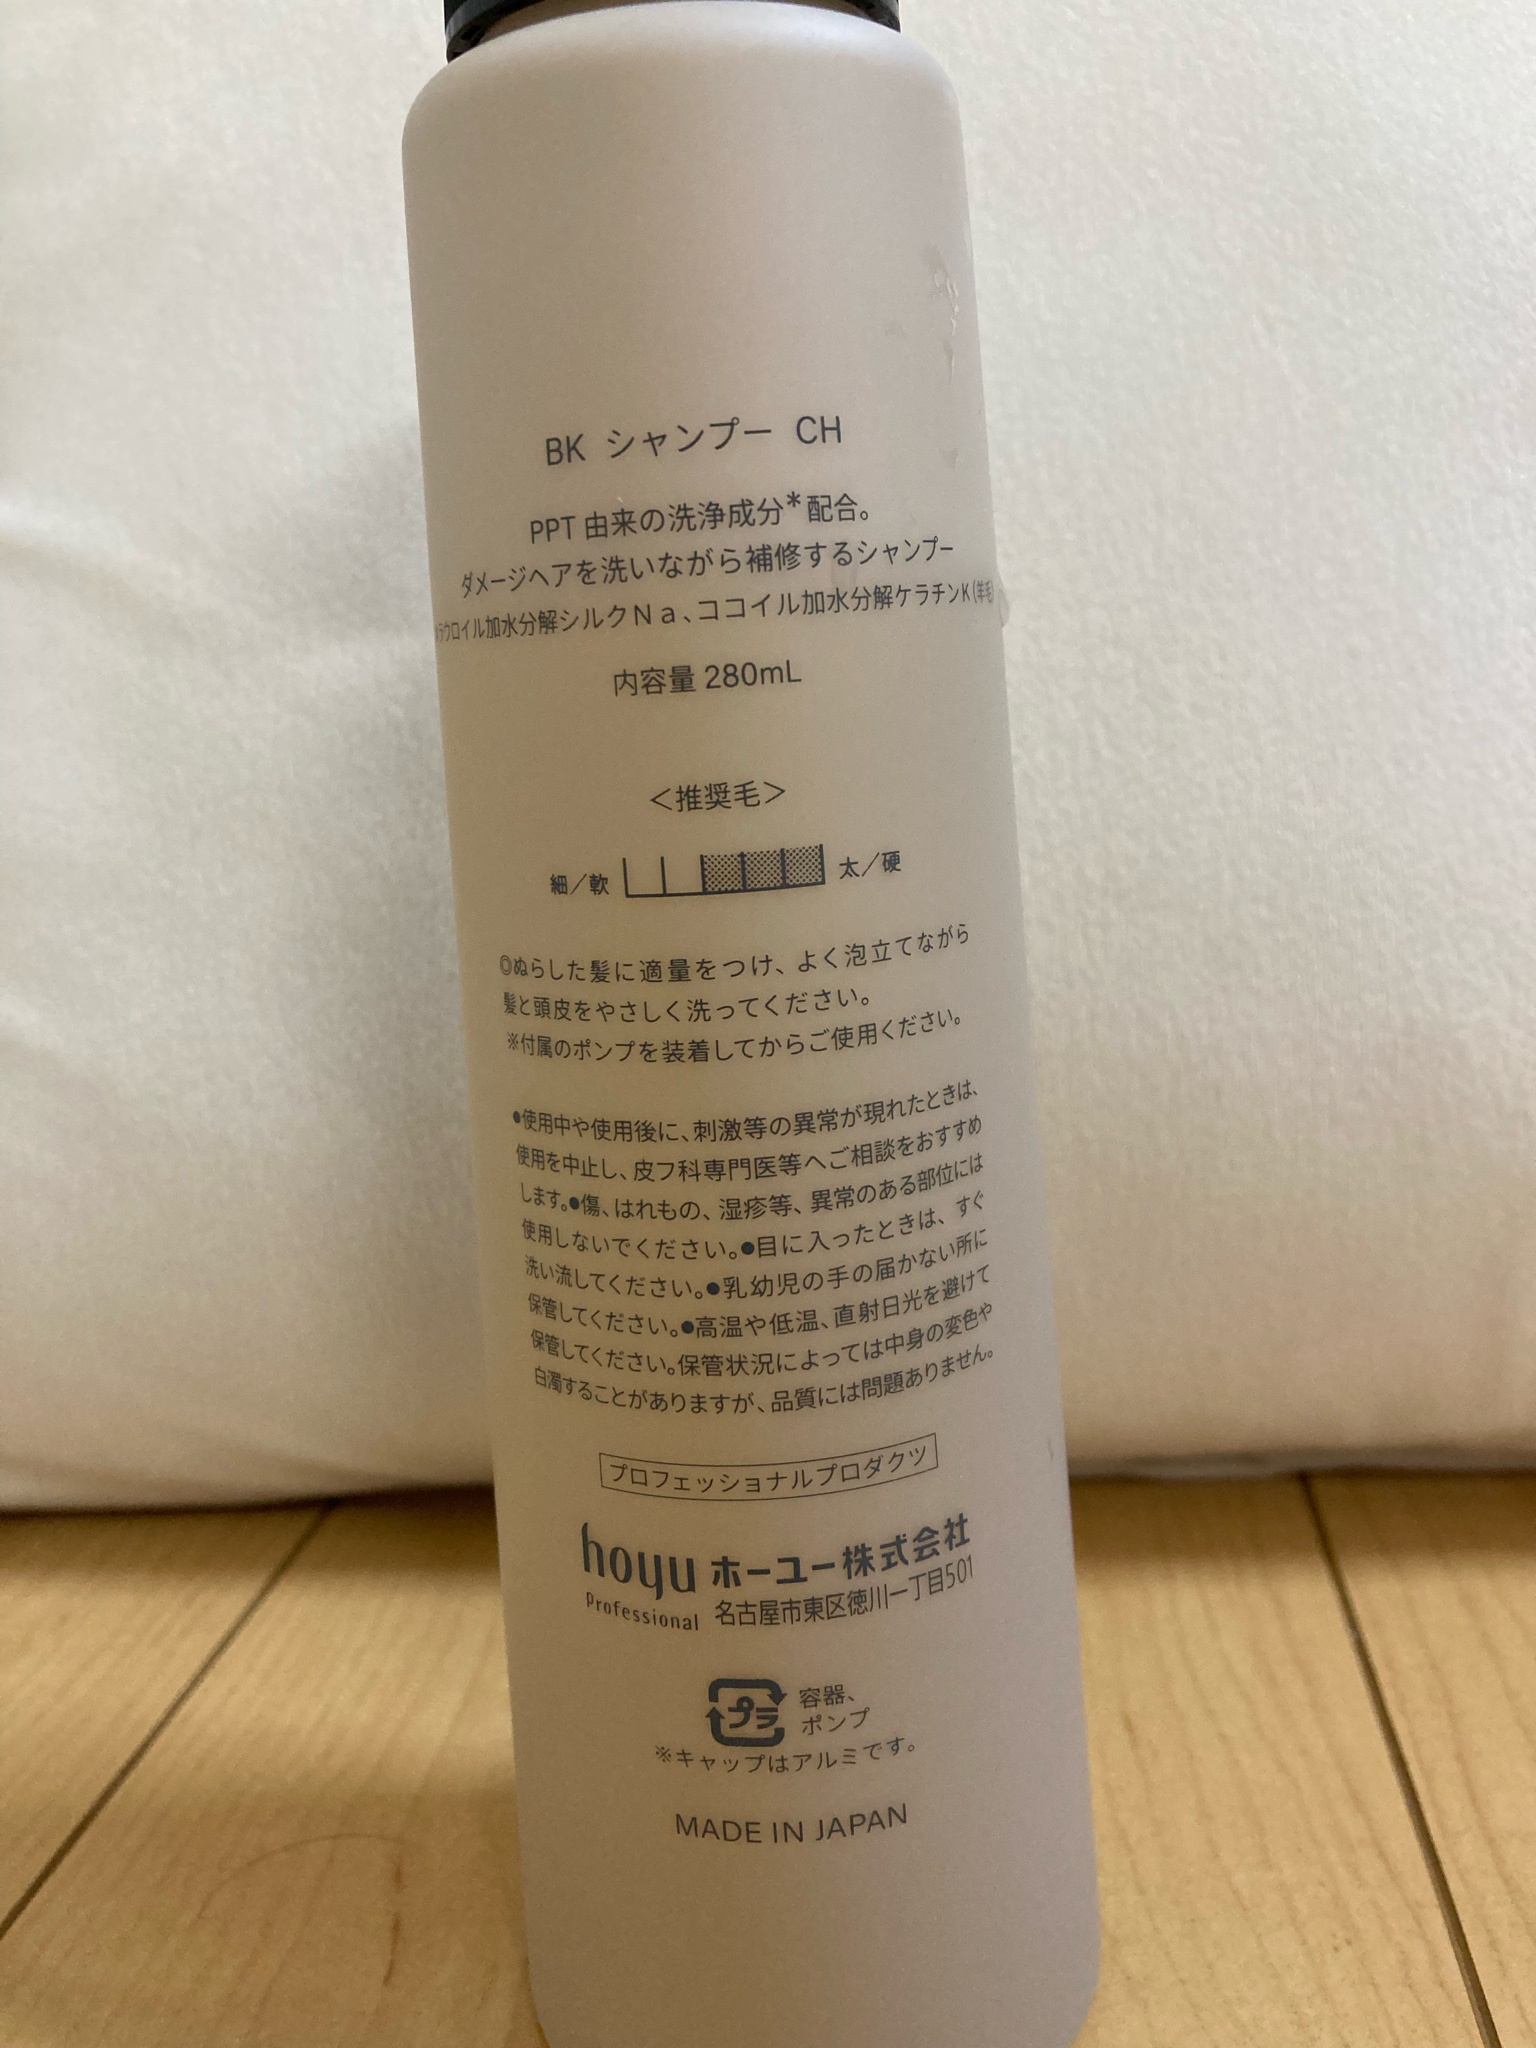 BK シャンプー CH
PPT 由来の洗浄成分*配合。
ダメージヘアを洗いながら補修するシャンプー
ラウロイル加水分解シルクNa、ココイル加水分解ケラチンK(羊毛)
内容量 280mL
＜推奨毛＞
細／軟 太／硬
◎ぬらした髪に適量をつけ、よく泡立てながら
髪と頭皮をやさしく洗ってください。
※付属のポンプを装着してからご使用ください。
●使用中や使用後に、刺激等の異常が現れたときは、
使用を中止し、皮フ科専門医等へご相談をおすすめ
します。●傷、はれもの、湿疹等、異常のある部位には
使用しないでください。●目に入ったときは、すぐ
洗い流してください。●乳幼児の手の届かない所に
保管してください。●高温や低温、直射日光を避けて
保管してください。保管状況によっては中身の変色や
白濁することがありますが、品質には問題ありません。
プロフェッショナルプロダクツ
hoyu ホーユー株式会社
Professional 名古屋市東区徳川一丁目501
プラ 容器、
ポンプ
※キャップはアルミです。
MADE IN JAPAN